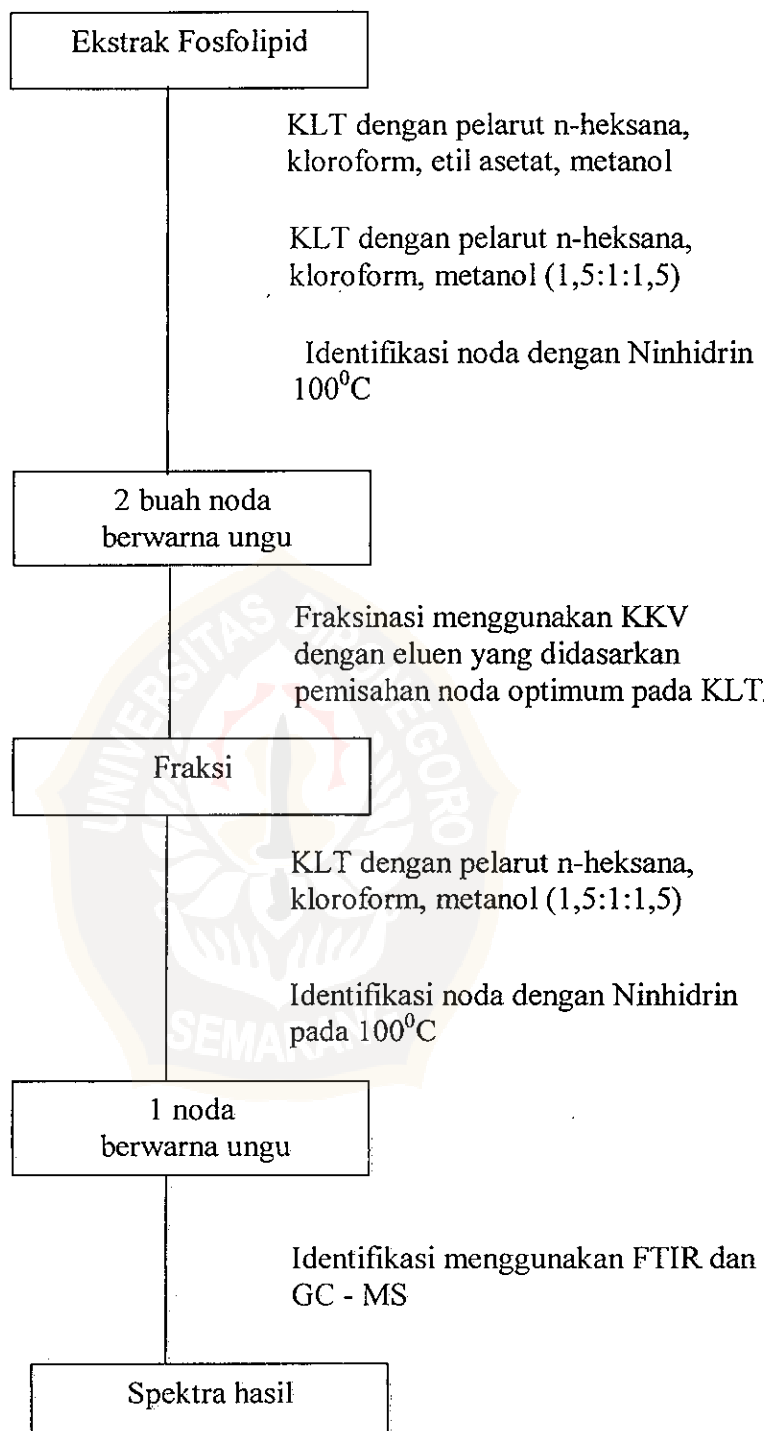 Ekstrak Fosfolipid
KLT dengan pelarut n-heksana,
kloroform, etil asetat, metanol
KLT dengan pelarut n-heksana,
kloroform, metanol (1,5:1:1,5)
Identifikasi noda dengan Ninhidrin
100⁰C
2 buah noda
berwarna ungu
Fraksinasi menggunakan KKV
dengan eluen yang didasarkan
pemisahan noda optimum pada KLT.
Fraksi
KLT dengan pelarut n-heksana,
kloroform, metanol (1,5:1:1,5)
Identifikasi noda dengan Ninhidrin
pada 100⁰C
1 noda
berwarna ungu
Identifikasi menggunakan FTIR dan
GC - MS
Spektra hasil
UNIVERSITAS DIPONEGORO
SEMARANG